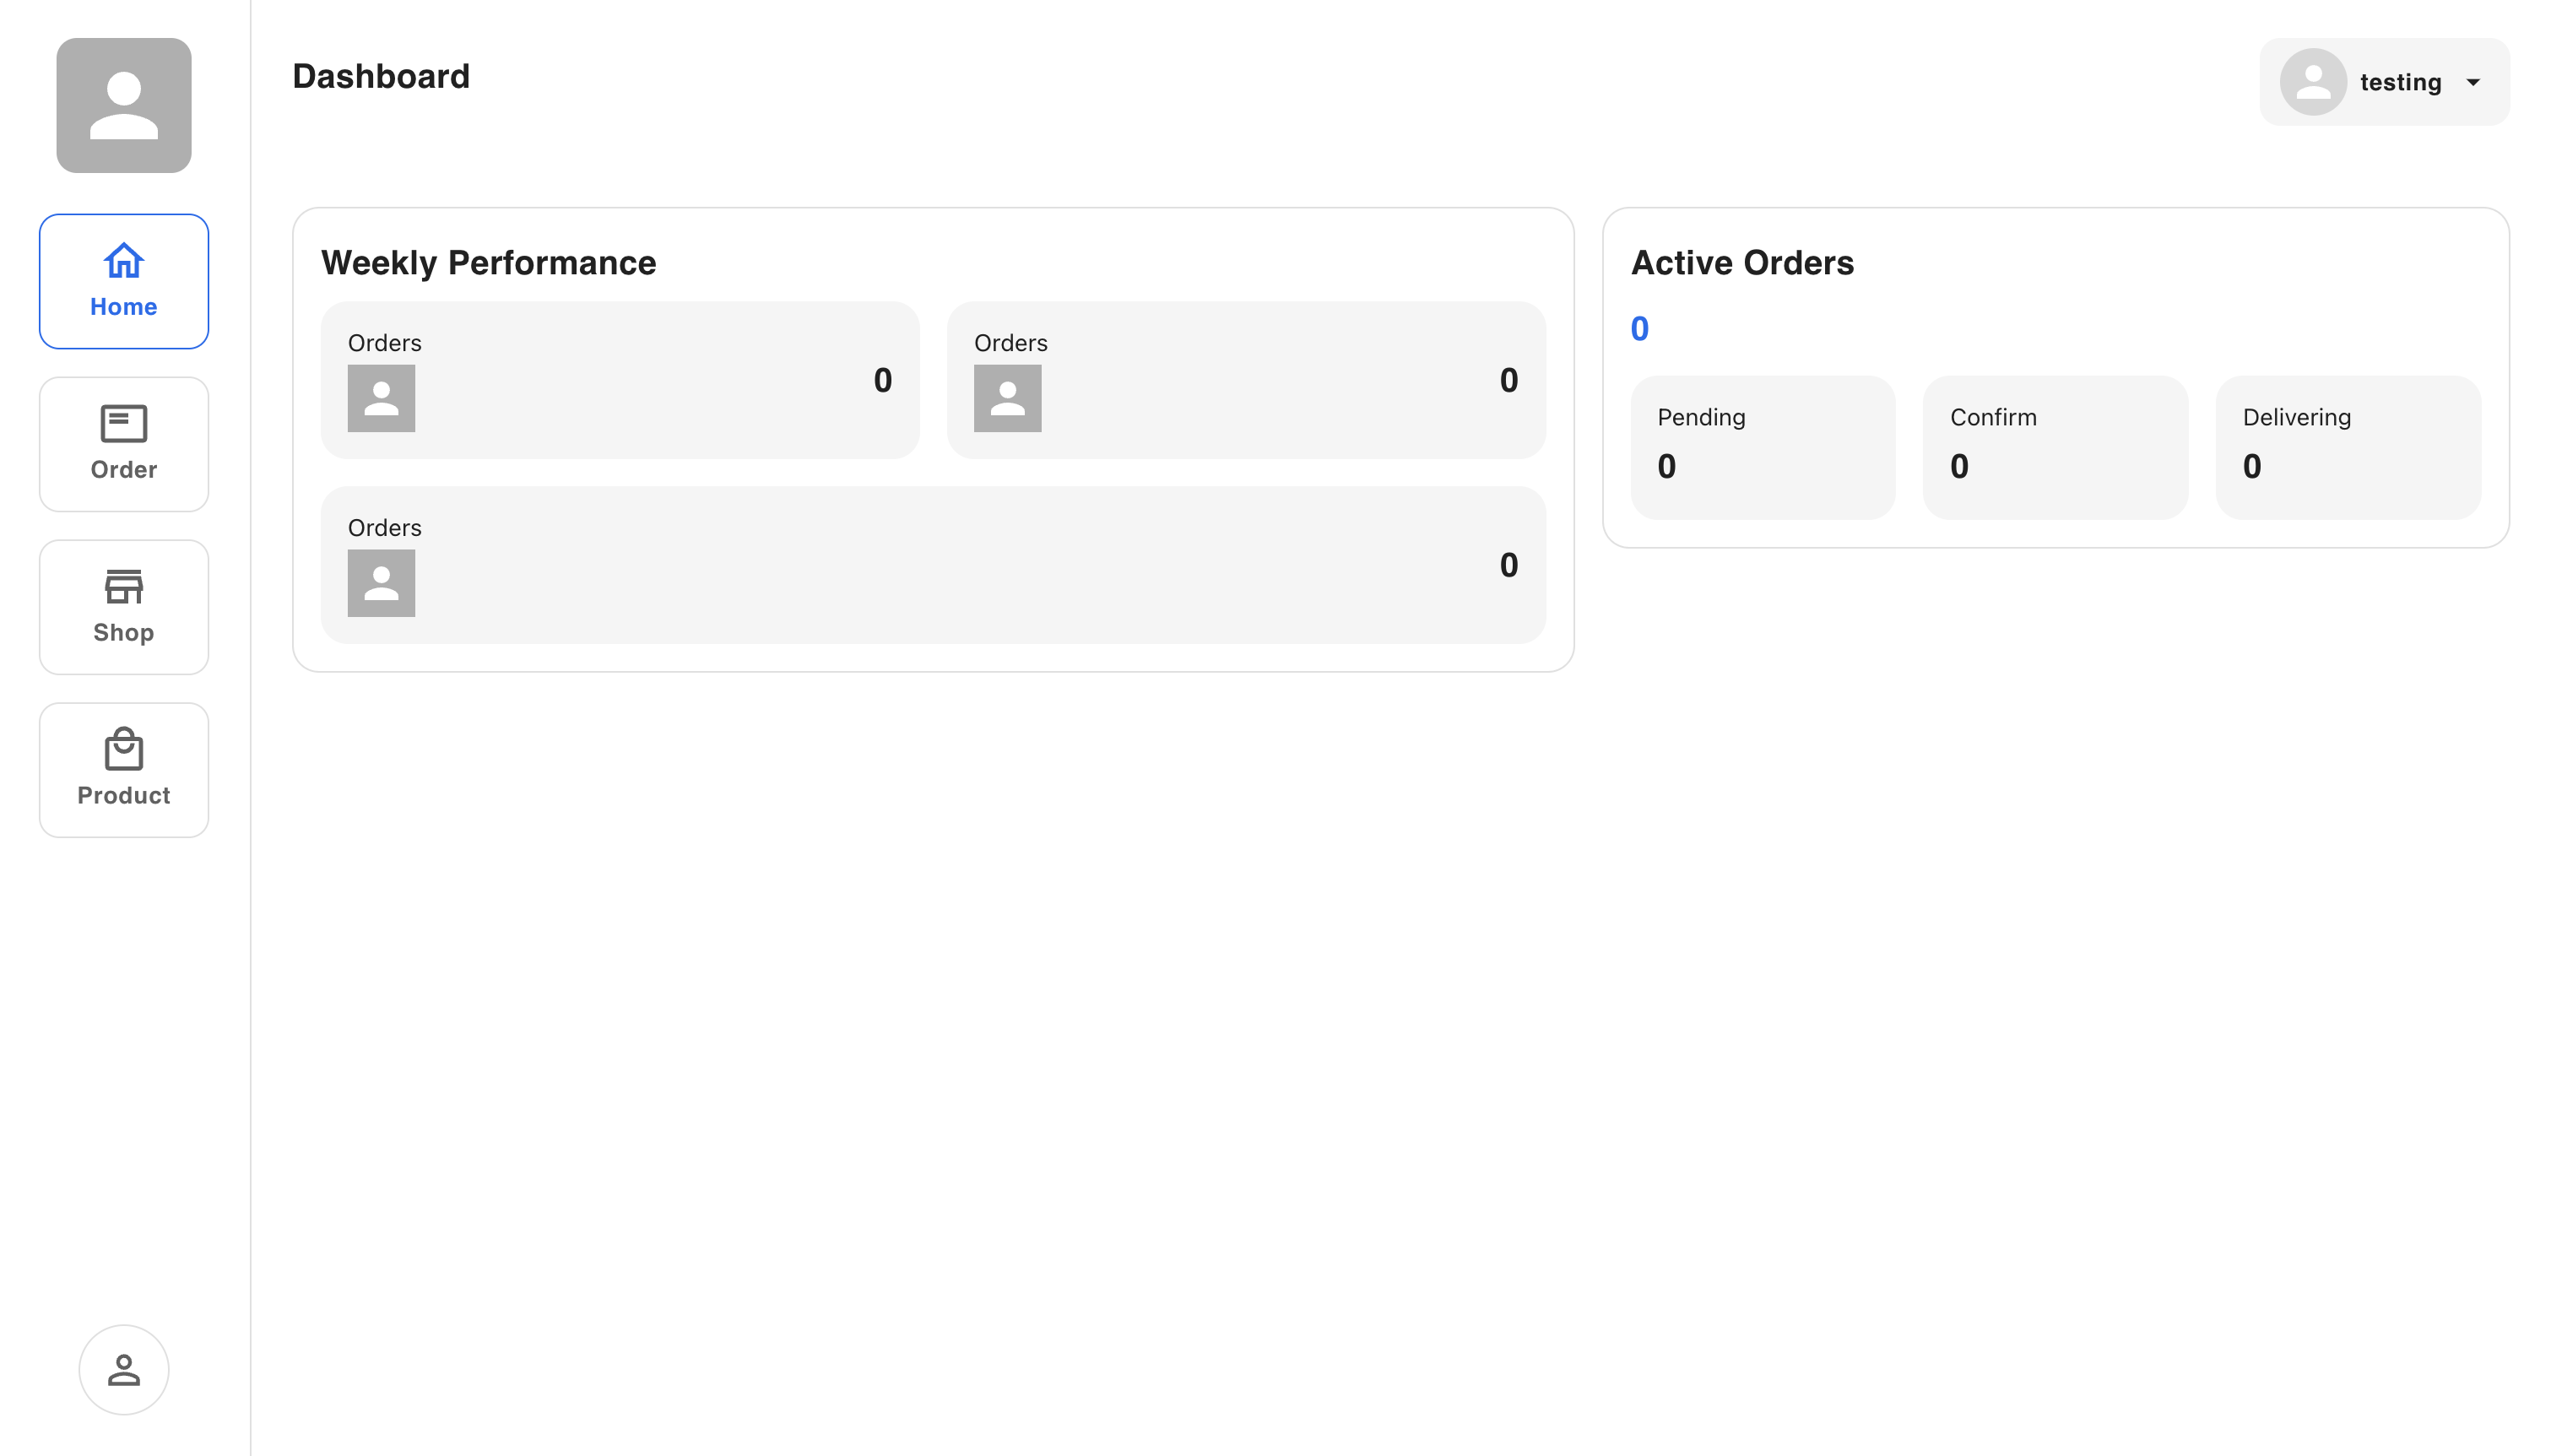 Dashboard
testing
Home
Order
Shop
Product
Weekly Performance
Orders
0
Orders
0
Orders
0
Active Orders
0
Pending
0
Confirm
0
Delivering
0